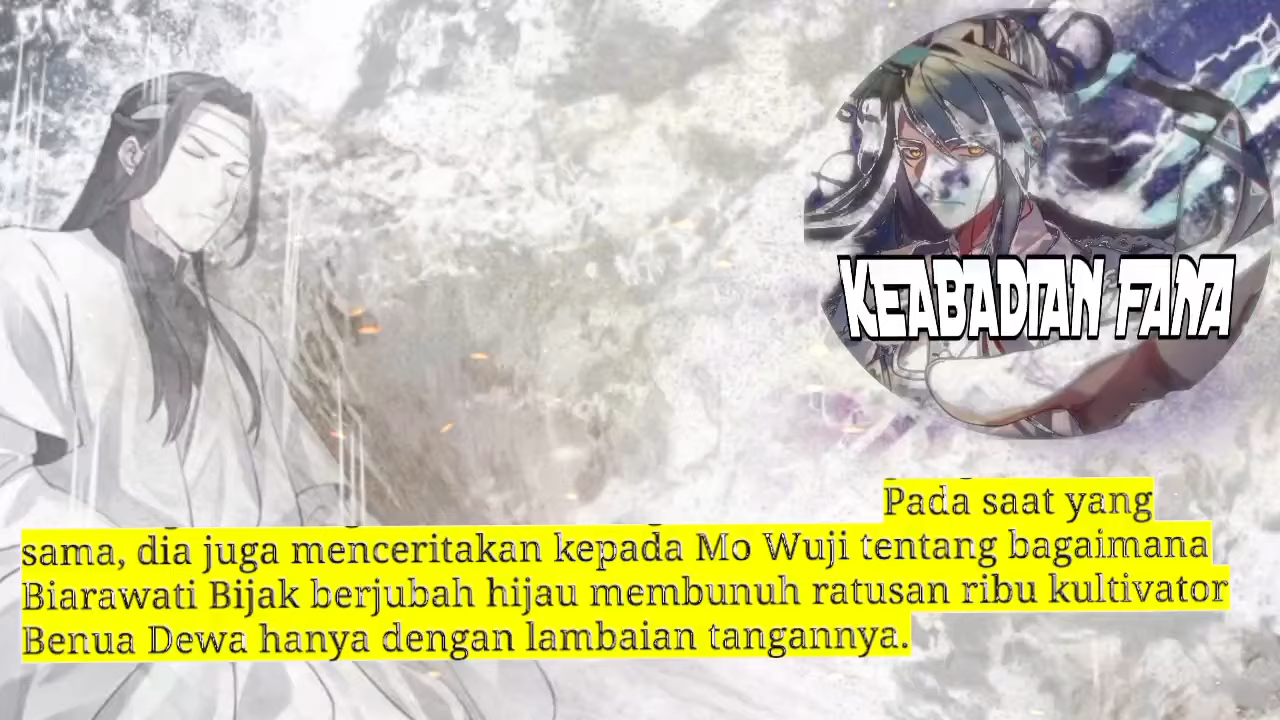 KEABADIAN FANA
Pada saat yang
sama, dia juga menceritakan kepada Mo Wuji tentang bagaimana
Biarawati Bijak berjubah hijau membunuh ratusan ribu kultivator
Benua Dewa hanya dengan lambaian tangannya.